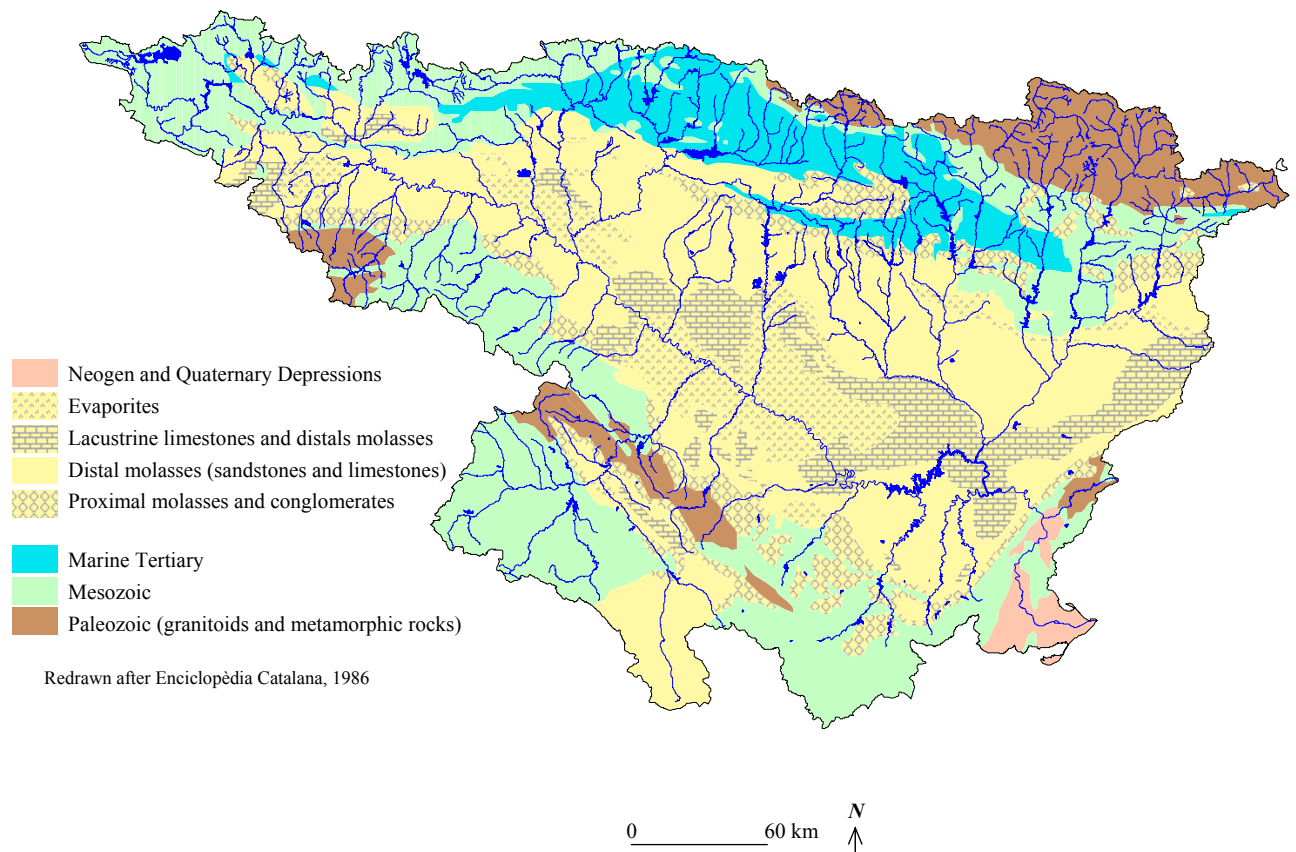 Neogen and Quaternary Depressions
Evaporites
Lacustrine limestones and distals molasses
Distal molasses (sandstones and limestones)
Proximal molasses and conglomerates
Marine Tertiary
Mesozoic
Paleozoic (granitoids and metamorphic rocks)
Redrawn after Enciclopèdia Catalana, 1986
0 60 km
N